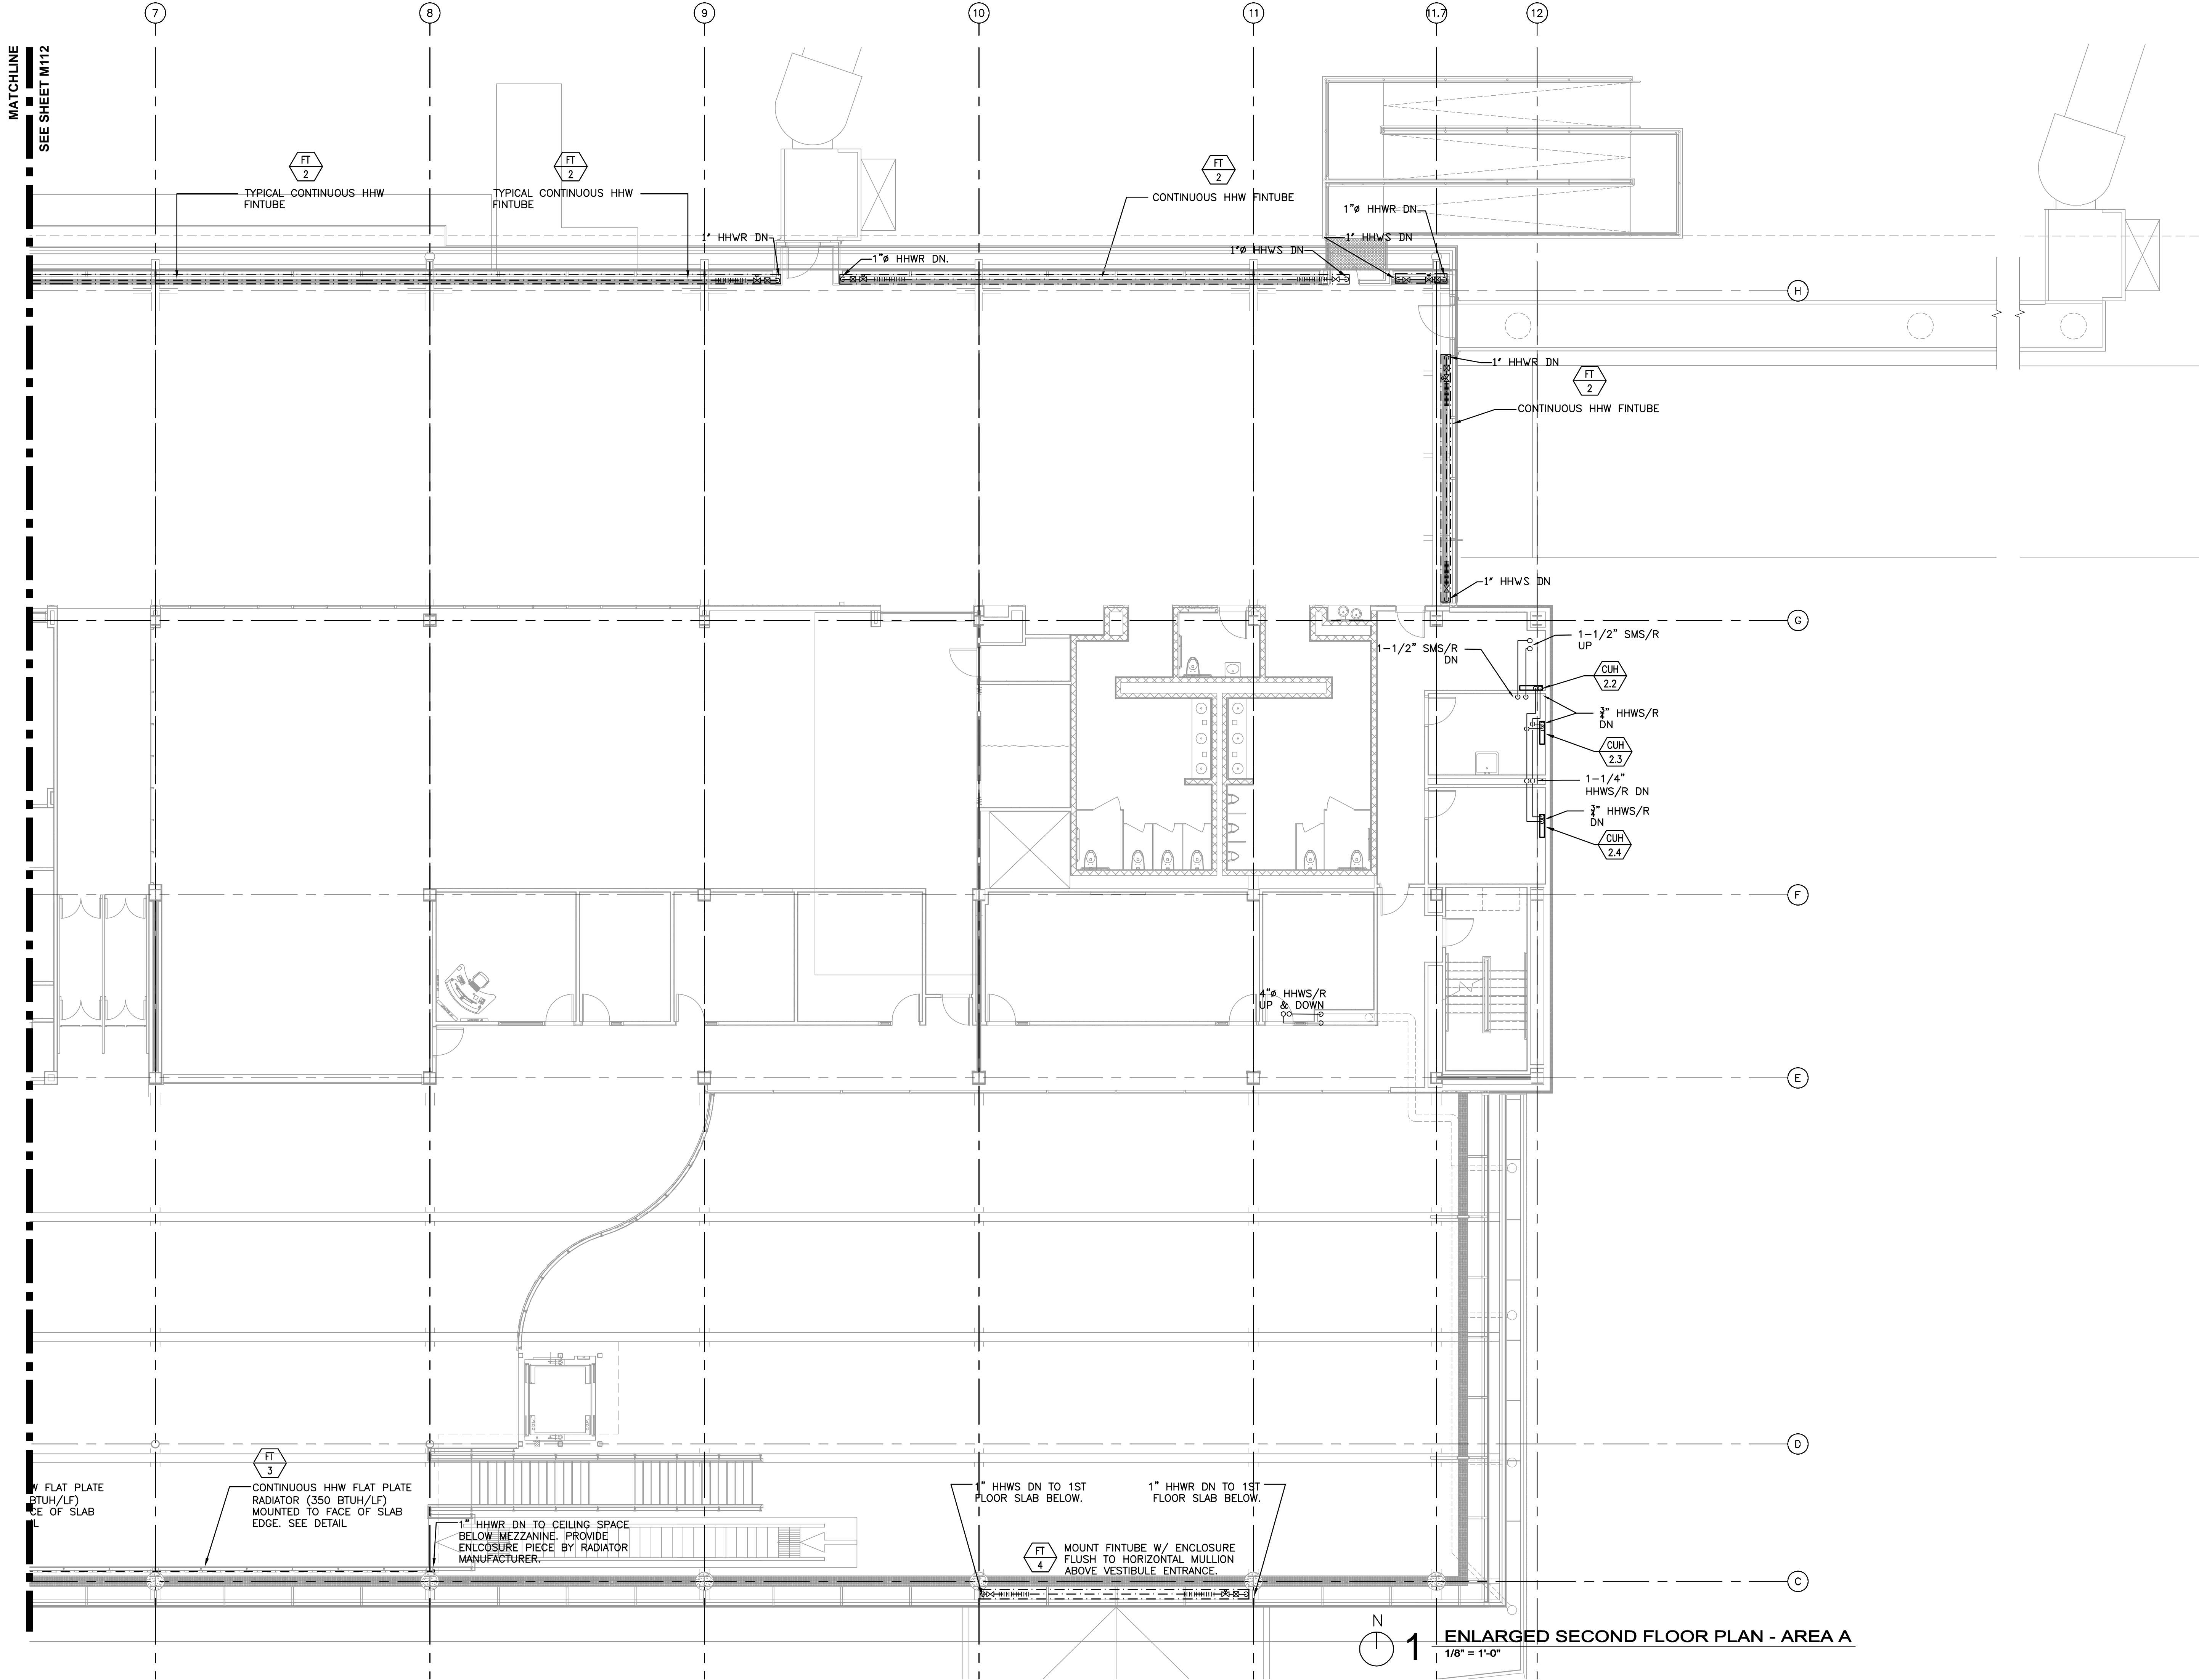 7
8
9
10
11
11.7
12
MATCHLINE
SEE SHEET M112
FT
2
TYPICAL CONTINUOUS HHW
FINTUBE
FT
2
TYPICAL CONTINUOUS HHW
FINTUBE
FT
2
CONTINUOUS HHW FINTUBE
1"ø HHWR DN
1" HHWR DN
1" HHWS DN
1"ø HHWS DN
1"ø HHWR DN.
H
1" HHWR DN
FT
2
CONTINUOUS HHW FINTUBE
1" HHWS DN
G
1-1/2" SMS/R
UP
1-1/2" SMS/R
DN
CUH
2.2
¾" HHWS/R
DN
CUH
2.3
1-1/4"
HHWS/R DN
¾" HHWS/R
DN
CUH
2.4
F
4"ø HHWS/R
UP & DOWN
E
D
FT
3
W FLAT PLATE
BTUH/LF)
CE OF SLAB
IL
CONTINUOUS HHW FLAT PLATE
RADIATOR (350 BTUH/LF)
MOUNTED TO FACE OF SLAB
EDGE. SEE DETAIL
1" HHWR DN TO CEILING SPACE
BELOW MEZZANINE. PROVIDE
ENLCOSURE PIECE BY RADIATOR
MANUFACTURER.
1" HHWS DN TO 1ST
FLOOR SLAB BELOW.
1" HHWR DN TO 1ST
FLOOR SLAB BELOW.
FT
4
MOUNT FINTUBE W/ ENCLOSURE
FLUSH TO HORIZONTAL MULLION
ABOVE VESTIBULE ENTRANCE.
C
N
1
ENLARGED SECOND FLOOR PLAN - AREA A
1/8" = 1'-0"